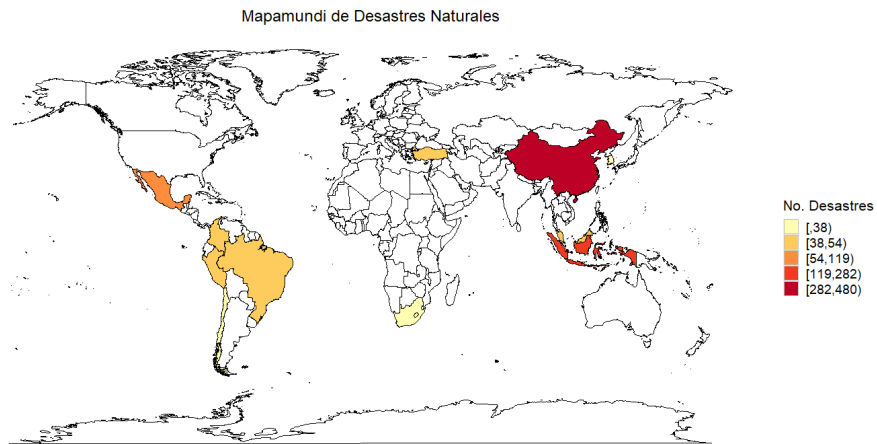 Mapamundi de Desastres Naturales
No. Desastres
[,38)
[38,54)
[54,119)
[119,282)
[282,480)